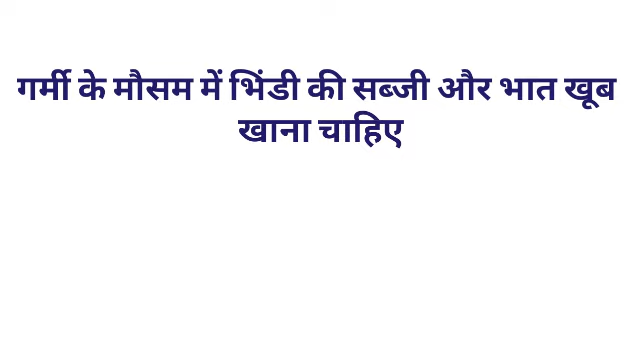 गर्मी के मौसम में भिंडी की सब्जी और भात खूब
खाना चाहिए